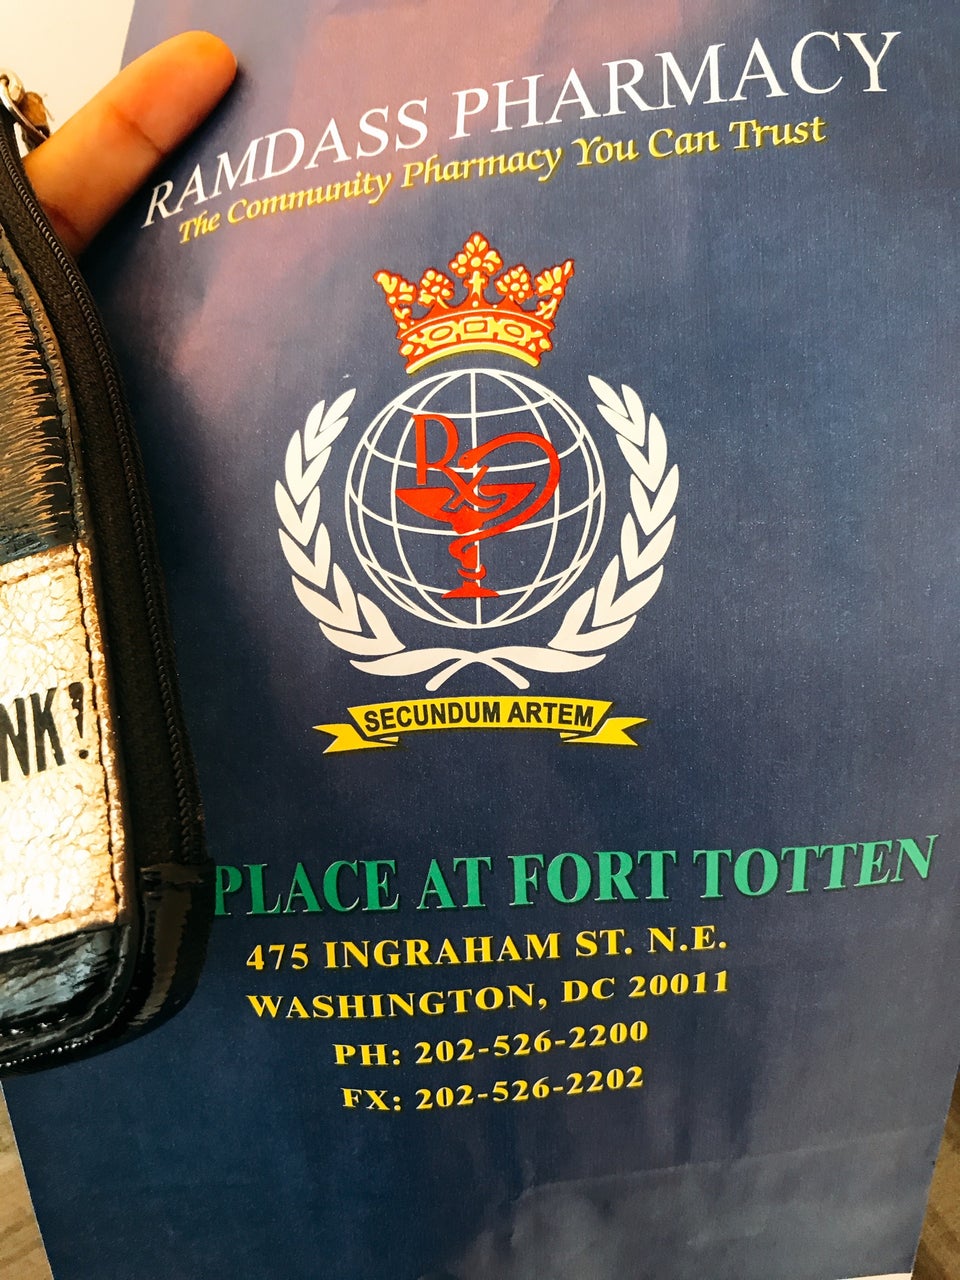 RAMDASS PHARMACY
The Community Pharmacy You Can Trust
Rx
SECUNDUM ARTEM
PLACE AT FORT TOTTEN
475 INGRAHAM ST. N.E.
WASHINGTON, DC 20011
PH: 202-526-2200
FX: 202-526-2202
NK!